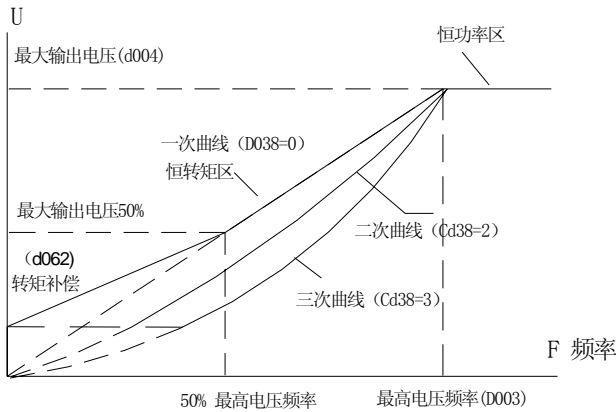 U
最大输出电压(d004)
恒功率区
一次曲线（D038=0）
恒转矩区
最大输出电压50%
二次曲线（Cd38=2）
（d062)
转矩补偿
三次曲线（Cd38=3）
F 频率
50% 最高电压频率
最高电压频率(D003)